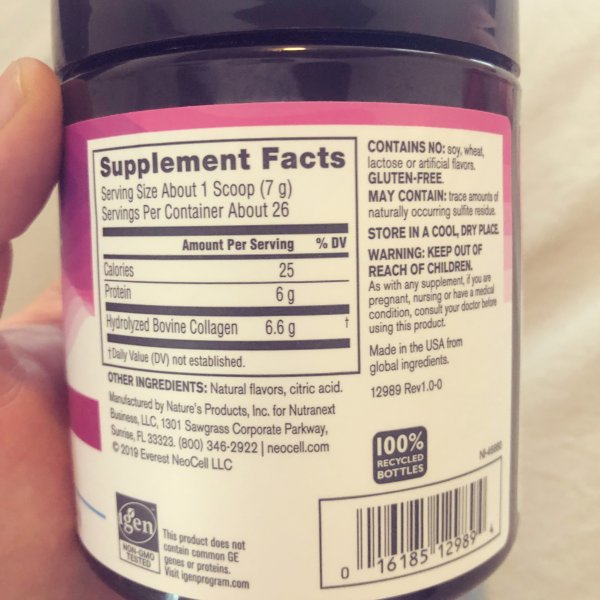 Supplement Facts
Serving Size About 1 Scoop (7 g)
Servings Per Container About 26
Amount Per Serving % DV
Calories 25
Protein 6 g
Hydrolyzed Bovine Collagen 6.6 g †
†Daily Value (DV) not established.
OTHER INGREDIENTS: Natural flavors, citric acid.
Manufactured by Nature's Products, Inc. for Nutranext
Business, LLC, 1301 Sawgrass Corporate Parkway,
Sunrise, FL 33323. (800) 346-2922 | neocell.com
© 2019 Everest NeoCell LLC
igen
NON-GMO
TESTED
This product does not
contain common GE
genes or proteins.
Visit igenprogram.com
CONTAINS NO: soy, wheat,
lactose or artificial flavors.
GLUTEN-FREE.
MAY CONTAIN: trace amounts of
naturally occurring sulfite residue.
STORE IN A COOL, DRY PLACE.
WARNING: KEEP OUT OF
REACH OF CHILDREN.
As with any supplement, if you are
pregnant, nursing or have a medical
condition, consult your doctor before
using this product.
Made in the USA from
global ingredients.
12989 Rev1.0-0
100%
RECYCLED
BOTTLES
0 16185 12989 4